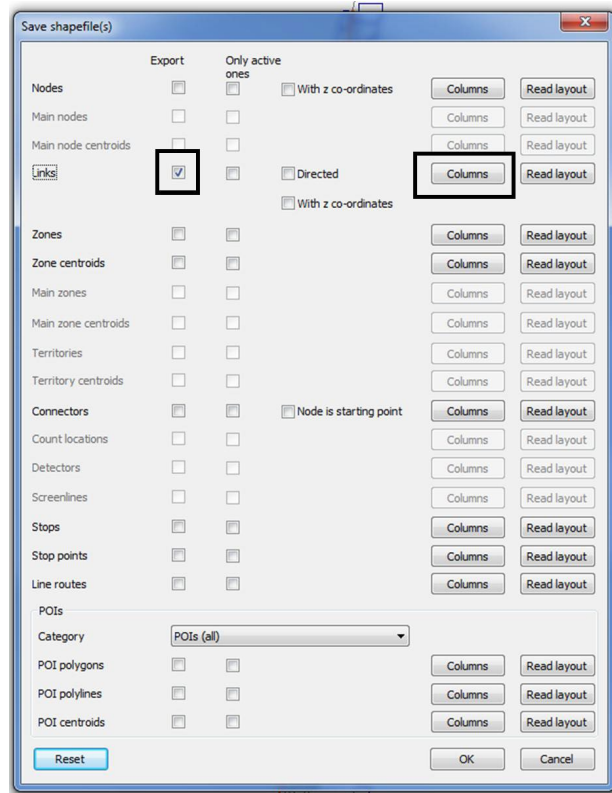 Save shapefile(s)
Export Only active ones
Nodes With z co-ordinates Columns Read layout
Main nodes Columns Read layout
Main node centroids Columns Read layout
Links Directed Columns Read layout
With z co-ordinates
Zones Columns Read layout
Zone centroids Columns Read layout
Main zones Columns Read layout
Main zone centroids Columns Read layout
Territories Columns Read layout
Territory centroids Columns Read layout
Connectors Node is starting point Columns Read layout
Count locations Columns Read layout
Detectors Columns Read layout
Screenlines Columns Read layout
Stops Columns Read layout
Stop points Columns Read layout
Line routes Columns Read layout
POIs
Category POIs (all)
POI polygons Columns Read layout
POI polylines Columns Read layout
POI centroids Columns Read layout
Reset OK Cancel